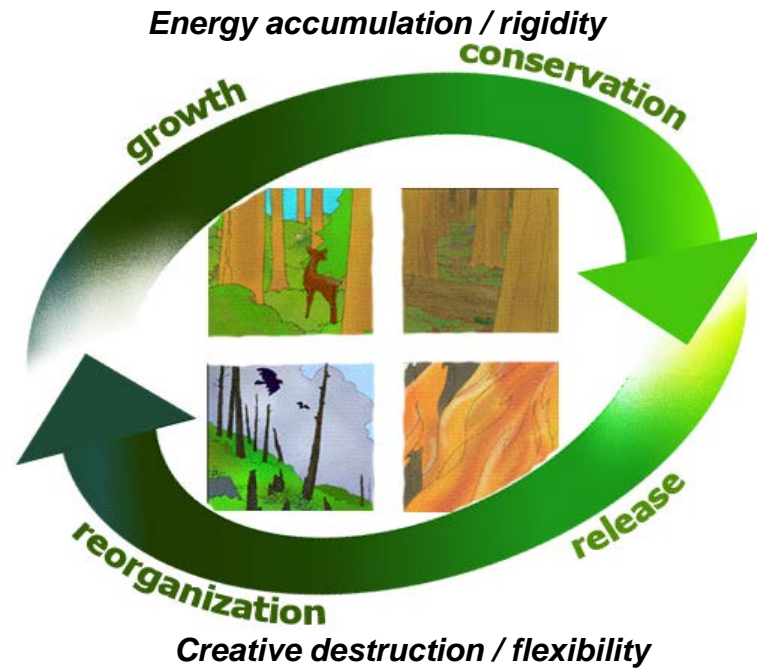 Energy accumulation / rigidity
growth
conservation
release
reorganization
Creative destruction / flexibility